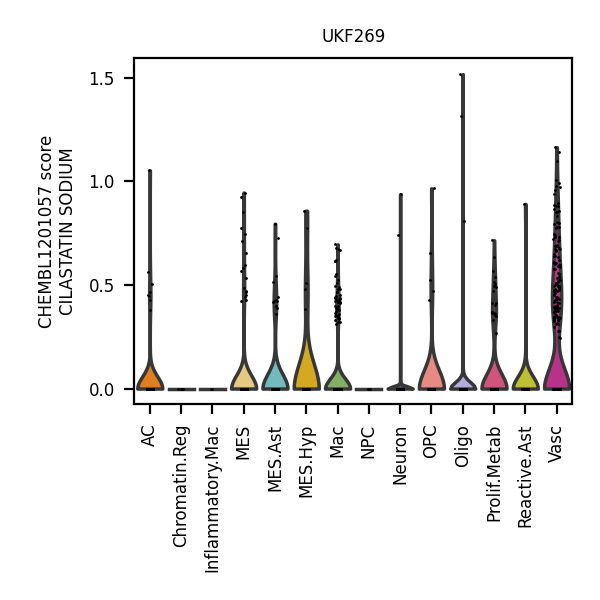 UKF269
CHEMBL1201057 score
CILASTATIN SODIUM
1.5
1.0
0.5
0.0
AC
Chromatin.Reg
Inflammatory.Mac
MES
MES.Ast
MES.Hyp
Mac
NPC
Neuron
OPC
Oligo
Prolif.Metab
Reactive.Ast
Vasc